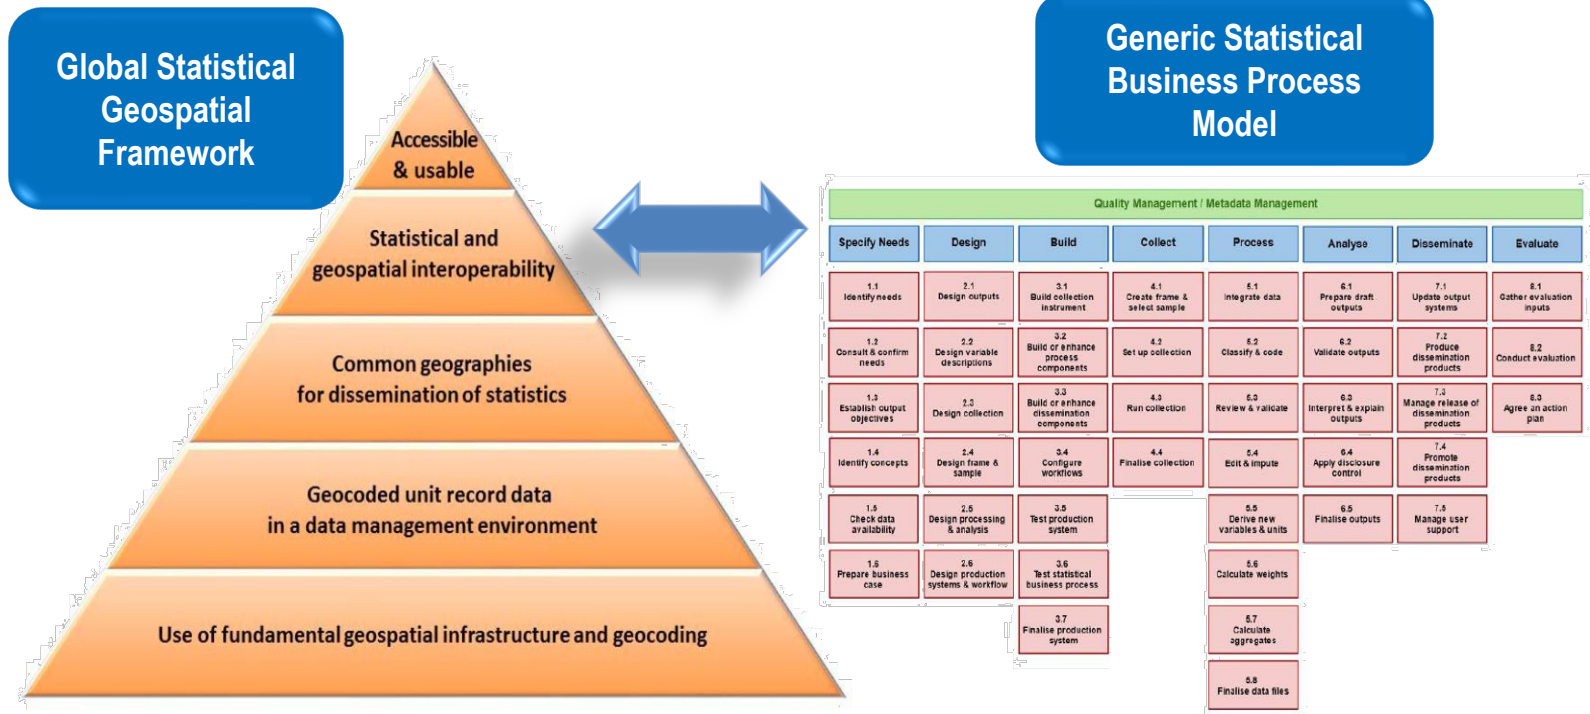 Global Statistical
Geospatial
Framework
Accessible
& usable
Statistical and
geospatial interoperability
Common geographies
for dissemination of statistics
Geocoded unit record data
in a data management environment
Use of fundamental geospatial infrastructure and geocoding
Generic Statistical
Business Process
Model
Quality Management / Metadata Management
Specify Needs
Design
Build
Collect
Process
Analyse
Disseminate
Evaluate
1.1
Identify needs
2.1
Design outputs
3.1
Build collection
instrument
4.1
Create frame &
select sample
5.1
Integrate data
6.1
Prepare draft
outputs
7.1
Update output
systems
8.1
Gather evaluation
inputs
1.2
Consult & confirm
needs
2.2
Design variable
descriptions
3.2
Build or enhance
process
components
4.2
Set up collection
5.2
Classify & code
6.2
Validate outputs
7.2
Produce
dissemination
products
8.2
Conduct evaluation
1.3
Establish output
objectives
2.3
Design collection
3.3
Build or enhance
dissemination
components
4.3
Run collection
5.3
Review & validate
6.3
Interpret & explain
outputs
7.3
Manage release of
dissemination
products
8.3
Agree an action
plan
1.4
Identify concepts
2.4
Design frame &
sample
3.4
Configure
workflows
4.4
Finalise collection
5.4
Edit & impute
6.4
Apply disclosure
control
7.4
Promote
dissemination
products
1.5
Check data
availability
2.5
Design processing
& analysis
3.5
Test production
system
5.5
Derive new
variables & units
6.5
Finalise outputs
7.5
Manage user
support
1.6
Prepare business
case
2.6
Design production
systems & workflow
3.6
Test statistical
business process
5.6
Calculate weights
3.7
Finalise production
system
5.7
Calculate
aggregates
5.8
Finalise data files